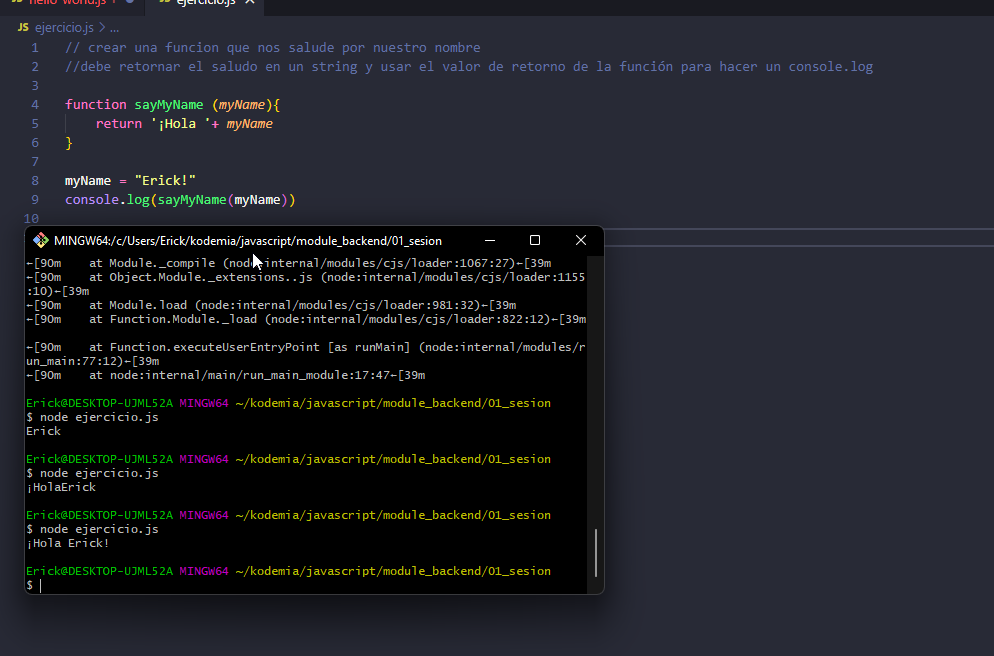 JS hello-world.js 1
JS ejercicio.js
JS ejercicio.js > ...
1 // crear una funcion que nos salude por nuestro nombre
2 //debe retornar el saludo en un string y usar el valor de retorno de la función para hacer un console.log
3
4 function sayMyName (myName){
5 return '¡Hola '+ myName
6 }
7
8 myName = "Erick!"
9 console.log(sayMyName(myName))
10
MINGW64:/c/Users/Erick/kodemia/javascript/module_backend/01_sesion
←[90m    at Module._compile (node:internal/modules/cjs/loader:1067:27)←[39m
←[90m    at Object.Module._extensions..js (node:internal/modules/cjs/loader:1155
:10)←[39m
←[90m    at Module.load (node:internal/modules/cjs/loader:981:32)←[39m
←[90m    at Function.Module._load (node:internal/modules/cjs/loader:822:12)←[39m
←[90m    at Function.executeUserEntryPoint [as runMain] (node:internal/modules/r
un_main:77:12)←[39m
←[90m    at node:internal/main/run_main_module:17:47←[39m
Erick@DESKTOP-UJML52A MINGW64 ~/kodemia/javascript/module_backend/01_sesion
$ node ejercicio.js
Erick
Erick@DESKTOP-UJML52A MINGW64 ~/kodemia/javascript/module_backend/01_sesion
$ node ejercicio.js
¡HolaErick
Erick@DESKTOP-UJML52A MINGW64 ~/kodemia/javascript/module_backend/01_sesion
$ node ejercicio.js
¡Hola Erick!
Erick@DESKTOP-UJML52A MINGW64 ~/kodemia/javascript/module_backend/01_sesion
$